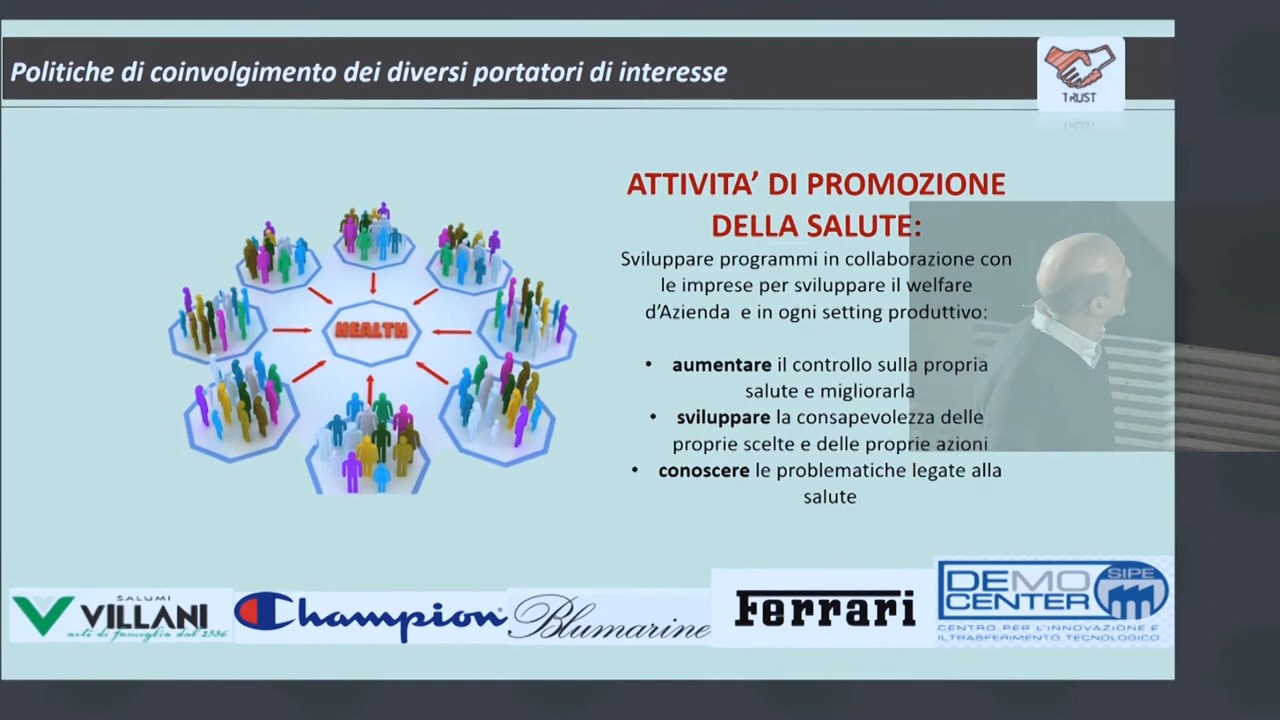 Politiche di coinvolgimento dei diversi portatori di interesse
TRUST
ATTIVITA’ DI PROMOZIONE
DELLA SALUTE:
Sviluppare programmi in collaborazione con
le imprese per sviluppare il welfare
d’Azienda e in ogni setting produttivo:
• aumentare il controllo sulla propria
salute e migliorarla
• sviluppare la consapevolezza delle
proprie scelte e delle proprie azioni
• conoscere le problematiche legate alla
salute
HEALTH
SALUMI
VILLANI
arte di famiglia dal 1886
Champion
Blumarine
Ferrari
DEMO
CENTER
SIPE
CENTRO PER L'INNOVAZIONE E
IL TRASFERIMENTO TECNOLOGICO